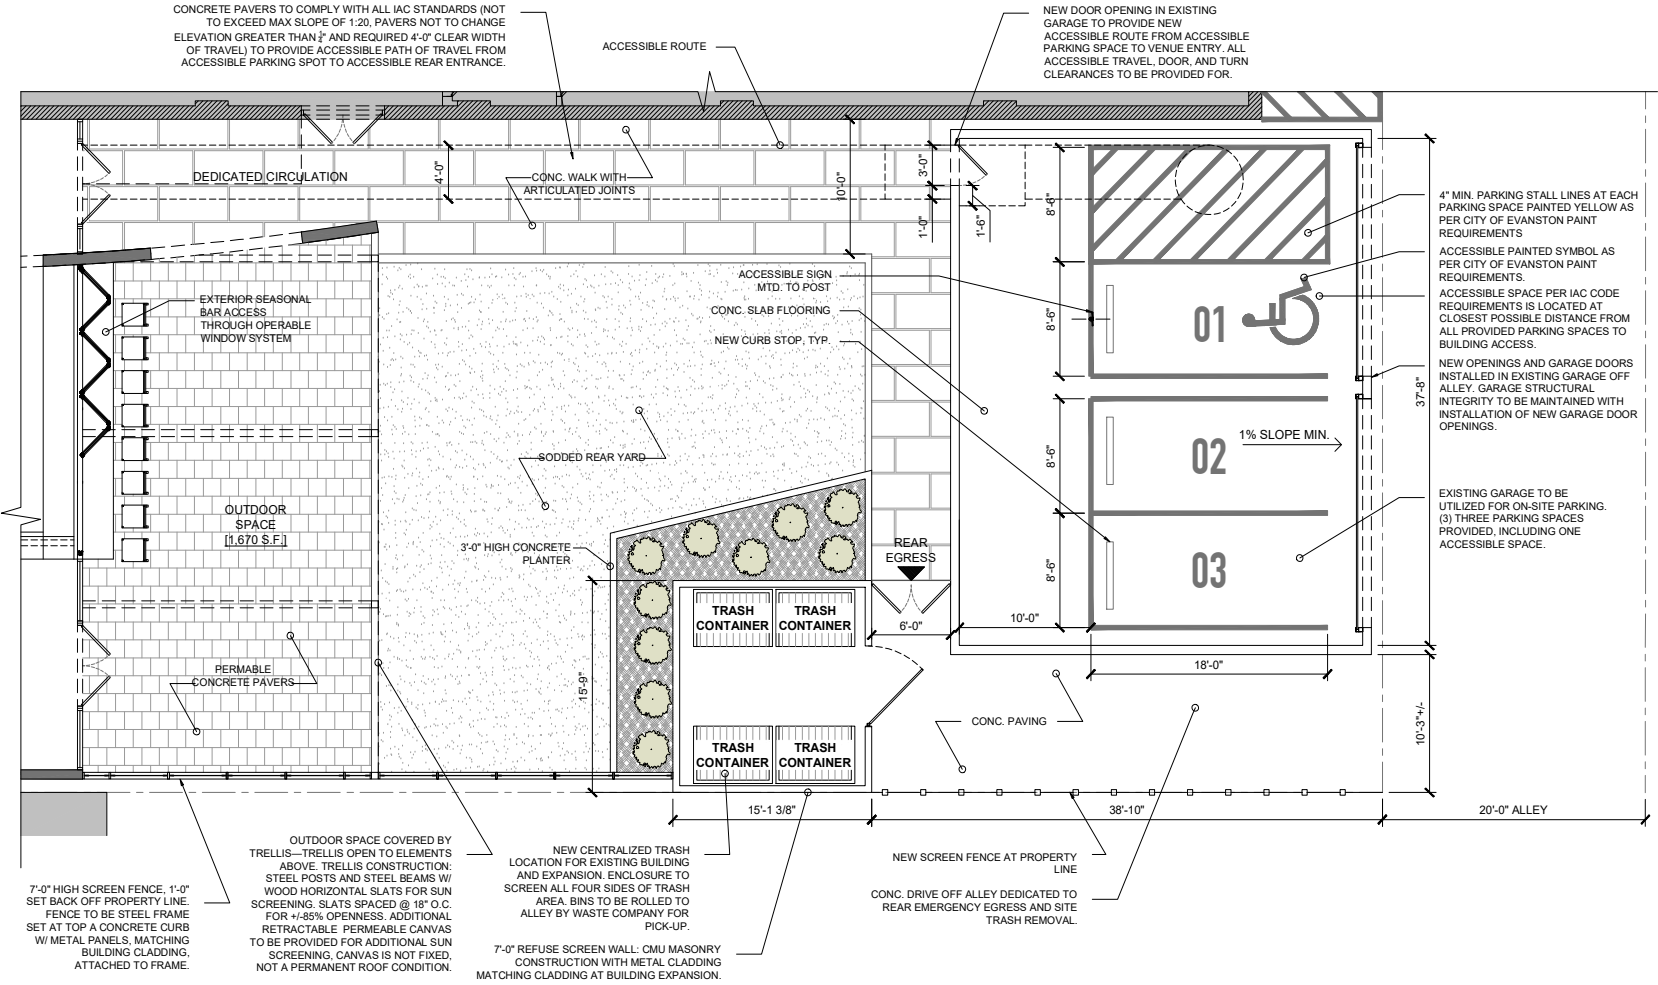 CONCRETE PAVERS TO COMPLY WITH ALL IAC STANDARDS (NOT
TO EXCEED MAX SLOPE OF 1:20, PAVERS NOT TO CHANGE
ELEVATION GREATER THAN" AND REQUIRED 4'-0" CLEAR WIDTH
OF TRAVEL) TO PROVIDE ACCESSIBLE PATH OF TRAVEL FROM
ACCESSIBLE PARKING SPOT TO ACCESSIBLE REAR ENTRANCE.
ACCESSIBLE ROUTE
NEW DOOR OPENING IN EXISTING
GARAGE TO PROVIDE NEW
ACCESSIBLE ROUTE FROM ACCESSIBLE
PARKING SPACE TO VENUE ENTRY. ALL
ACCESSIBLE TRAVEL, DOOR, AND TURN
CLEARANCES TO BE PROVIDED FOR.
DEDICATED CIRCULATION
4'-0"
CONC. WALK WITH
ARTICULATED JOINTS
10'-0"
3'-0"
1'-0"
1'-6"
8'-6"
4" MIN. PARKING STALL LINES AT EACH
PARKING SPACE PAINTED YELLOW AS
PER CITY OF EVANSTON PAINT
REQUIREMENTS
ACCESSIBLE PAINTED SYMBOL AS
PER CITY OF EVANSTON PAINT
REQUIREMENTS.
ACCESSIBLE SPACE PER IAC CODE
REQUIREMENTS IS LOCATED AT
CLOSEST POSSIBLE DISTANCE FROM
ALL PROVIDED PARKING SPACES TO
BUILDING ACCESS.
NEW OPENINGS AND GARAGE DOORS
INSTALLED IN EXISTING GARAGE OFF
ALLEY. GARAGE STRUCTURAL
INTEGRITY TO BE MAINTAINED WITH
INSTALLATION OF NEW GARAGE DOOR
OPENINGS.
EXISTING GARAGE TO BE
UTILIZED FOR ON-SITE PARKING.
(3) THREE PARKING SPACES
PROVIDED, INCLUDING ONE
ACCESSIBLE SPACE.
EXTERIOR SEASONAL
BAR ACCESS
THROUGH OPERABLE
WINDOW SYSTEM
ACCESSIBLE SIGN
MTD. TO POST
CONC. SLAB FLOORING
NEW CURB STOP, TYP.
8'-6"
01
37'-8"
SODDED REAR YARD
8'-6"
02
1% SLOPE MIN.
OUTDOOR
SPACE
[1,670 S.F.]
3'-0" HIGH CONCRETE
PLANTER
REAR
EGRESS
8'-6"
03
TRASH
CONTAINER
TRASH
CONTAINER
6'-0"
10'-0"
18'-0"
PERMABLE
CONCRETE PAVERS
15'-9"
CONC. PAVING
10'-3"+/-
TRASH
CONTAINER
TRASH
CONTAINER
15'-1 3/8"
38'-10"
20'-0" ALLEY
7'-0" HIGH SCREEN FENCE, 1'-0"
SET BACK OFF PROPERTY LINE.
FENCE TO BE STEEL FRAME
SET AT TOP A CONCRETE CURB
W/ METAL PANELS, MATCHING
BUILDING CLADDING,
ATTACHED TO FRAME.
OUTDOOR SPACE COVERED BY
TRELLIS—TRELLIS OPEN TO ELEMENTS
ABOVE. TRELLIS CONSTRUCTION:
STEEL POSTS AND STEEL BEAMS W/
WOOD HORIZONTAL SLATS FOR SUN
SCREENING. SLATS SPACED @ 18" O.C.
FOR +/-85% OPENNESS. ADDITIONAL
RETRACTABLE PERMEABLE CANVAS
TO BE PROVIDED FOR ADDITIONAL SUN
SCREENING, CANVAS IS NOT FIXED,
NOT A PERMANENT ROOF CONDITION.
NEW CENTRALIZED TRASH
LOCATION FOR EXISTING BUILDING
AND EXPANSION. ENCLOSURE TO
SCREEN ALL FOUR SIDES OF TRASH
AREA. BINS TO BE ROLLED TO
ALLEY BY WASTE COMPANY FOR
PICK-UP.
7'-0" REFUSE SCREEN WALL: CMU MASONRY
CONSTRUCTION WITH METAL CLADDING
MATCHING CLADDING AT BUILDING EXPANSION.
NEW SCREEN FENCE AT PROPERTY
LINE
CONC. DRIVE OFF ALLEY DEDICATED TO
REAR EMERGENCY EGRESS AND SITE
TRASH REMOVAL.